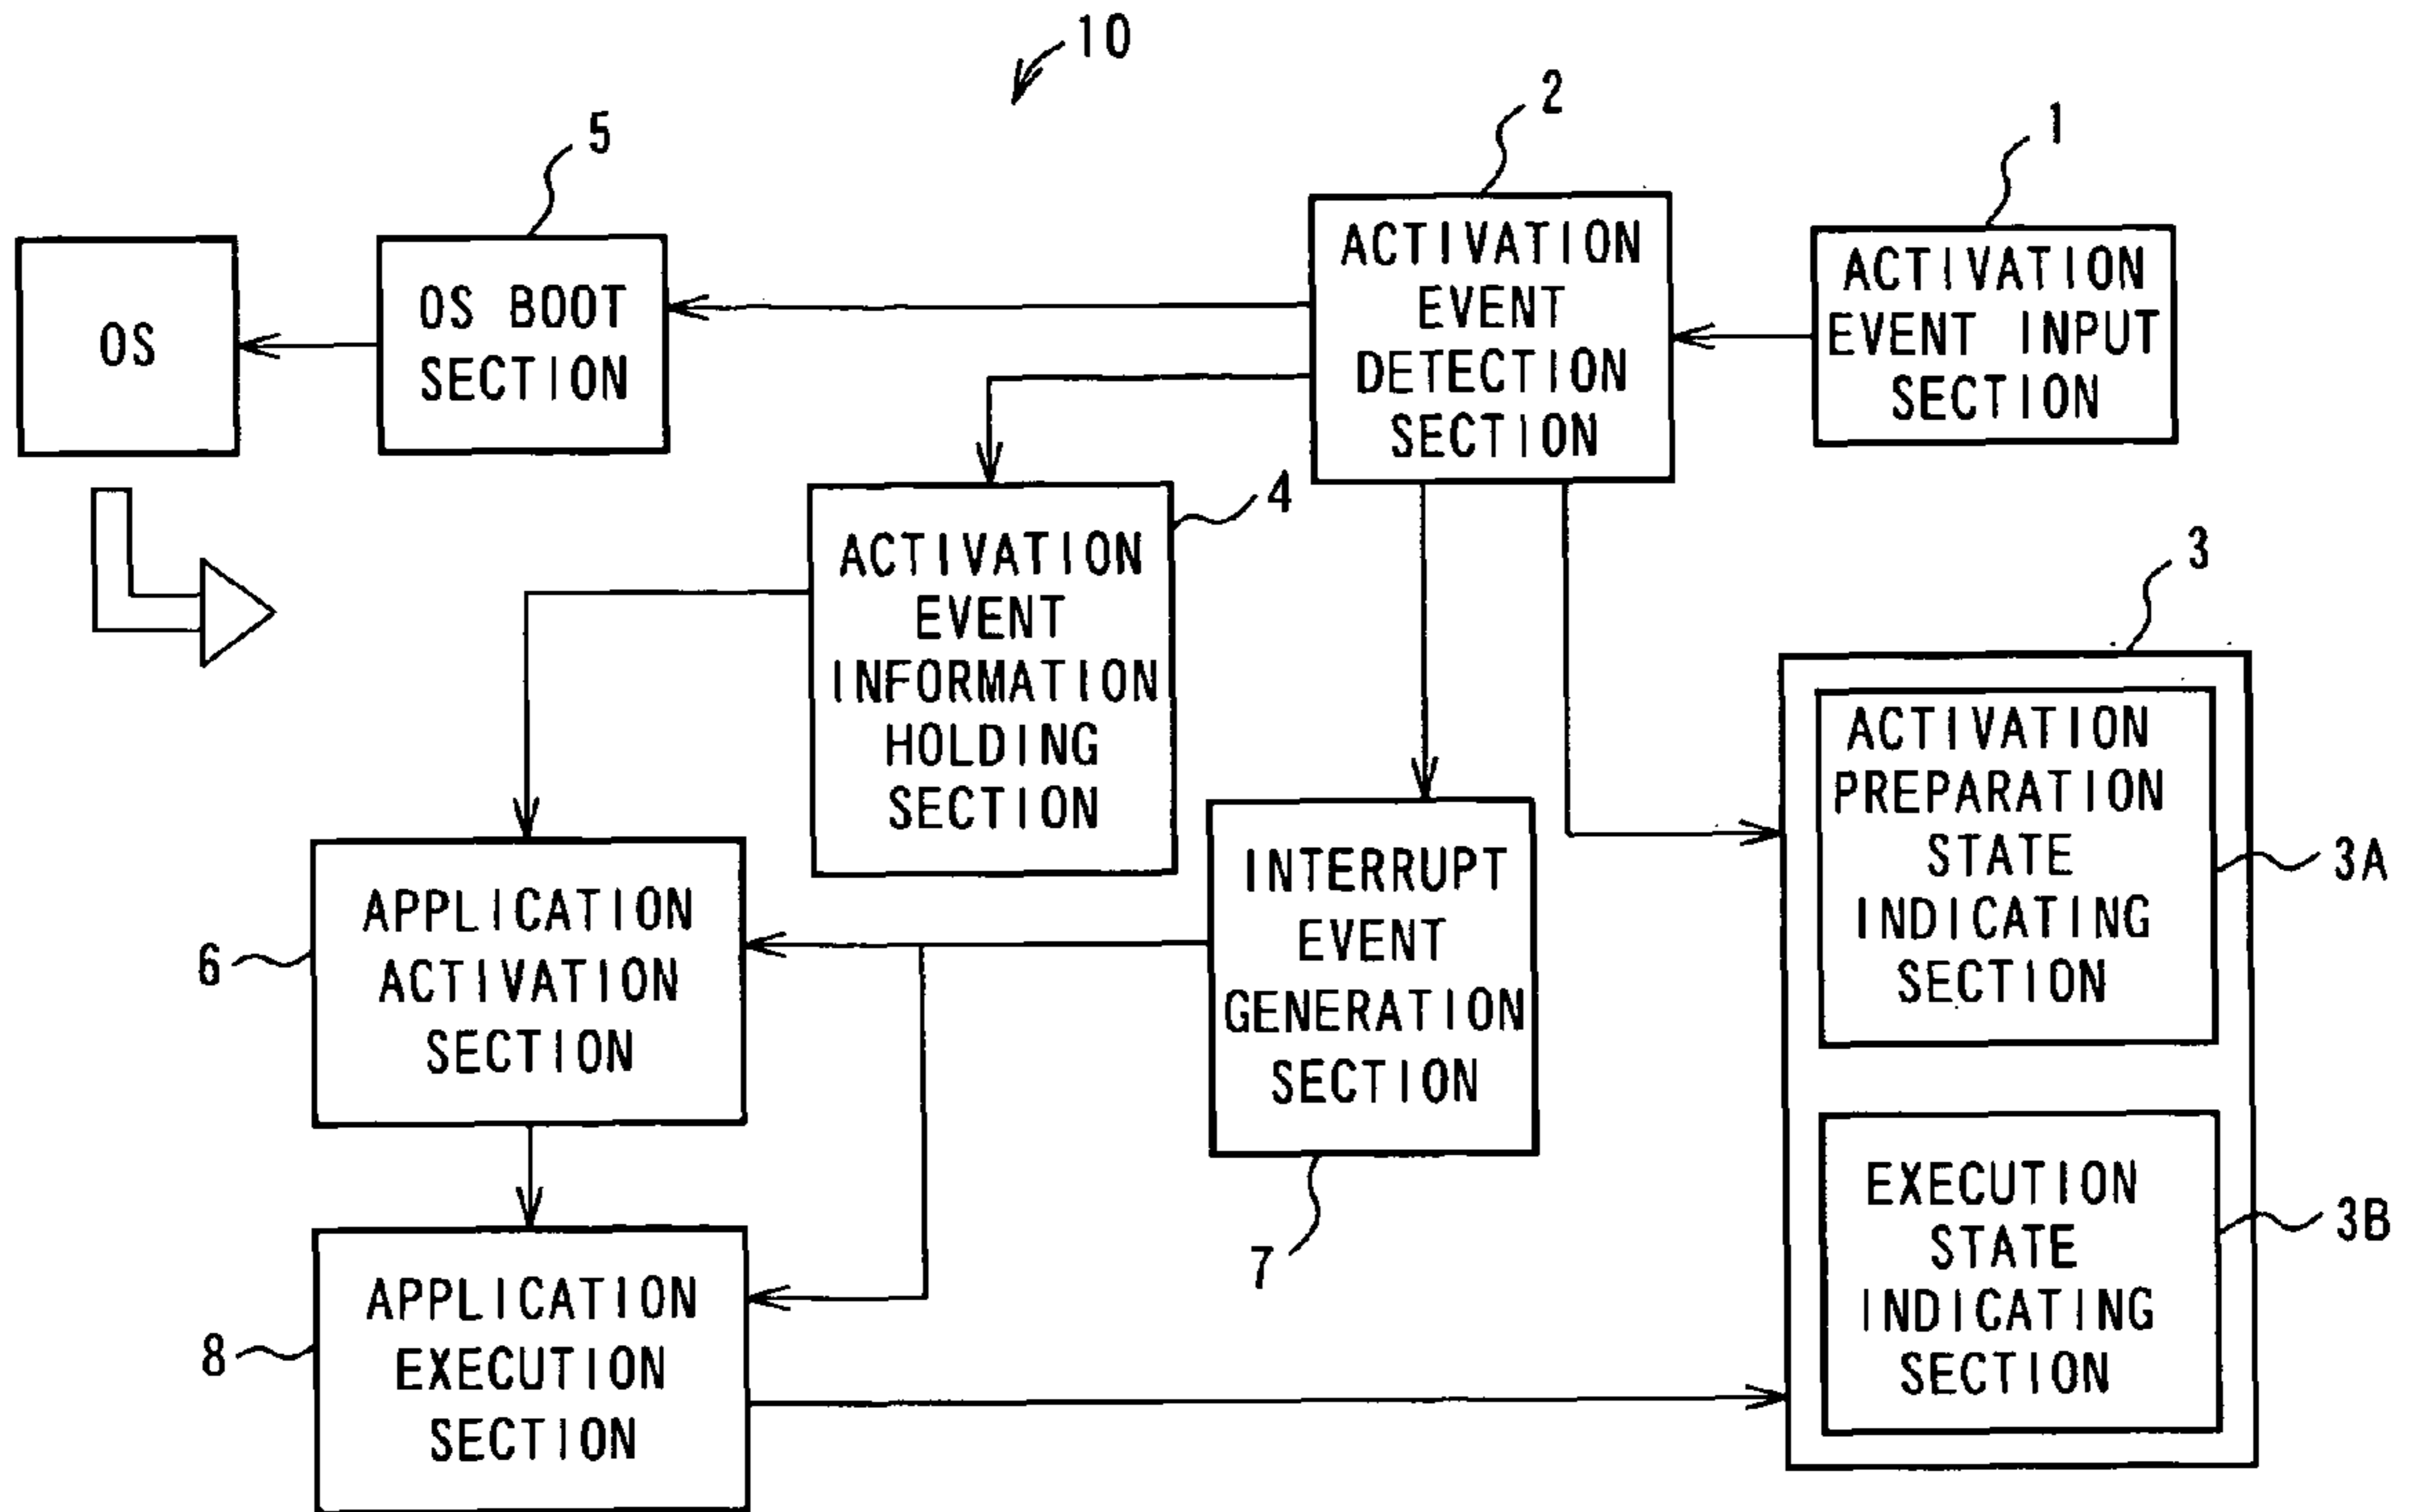 10
5
2
1
OS
OS BOOT
SECTION
ACTIVATION
EVENT
DETECTION
SECTION
ACTIVATION
EVENT INPUT
SECTION
4
ACTIVATION
EVENT
INFORMATION
HOLDING
SECTION
3
ACTIVATION
PREPARATION
STATE
INDICATING
SECTION
3A
6
APPLICATION
ACTIVATION
SECTION
INTERRUPT
EVENT
GENERATION
SECTION
7
EXECUTION
STATE
INDICATING
SECTION
3B
8
APPLICATION
EXECUTION
SECTION